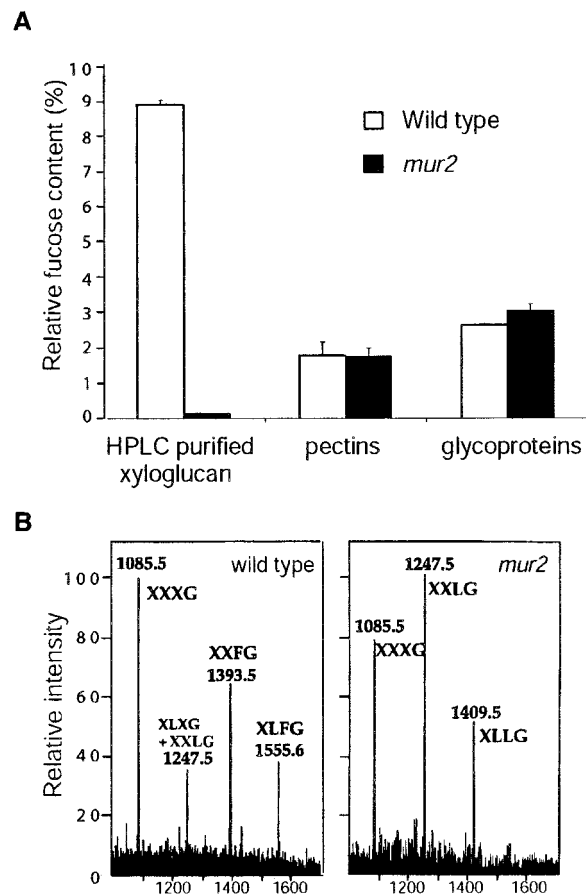 A
Relative fucose content (%)
10
9
8
7
6
5
4
3
2
1
0
Wild type
mur2
HPLC purified
xyloglucan
pectins
glycoproteins
B
Relative intensity
100
80
60
40
20
0
wild type
1085.5
XXXG
XLXG
+XXLG
1247.5
XXFG
1393.5
XLFG
1555.6
1200 1400 1600
mur2
1247.5
XXLG
1085.5
XXXG
1409.5
XLLG
1200 1400 1600